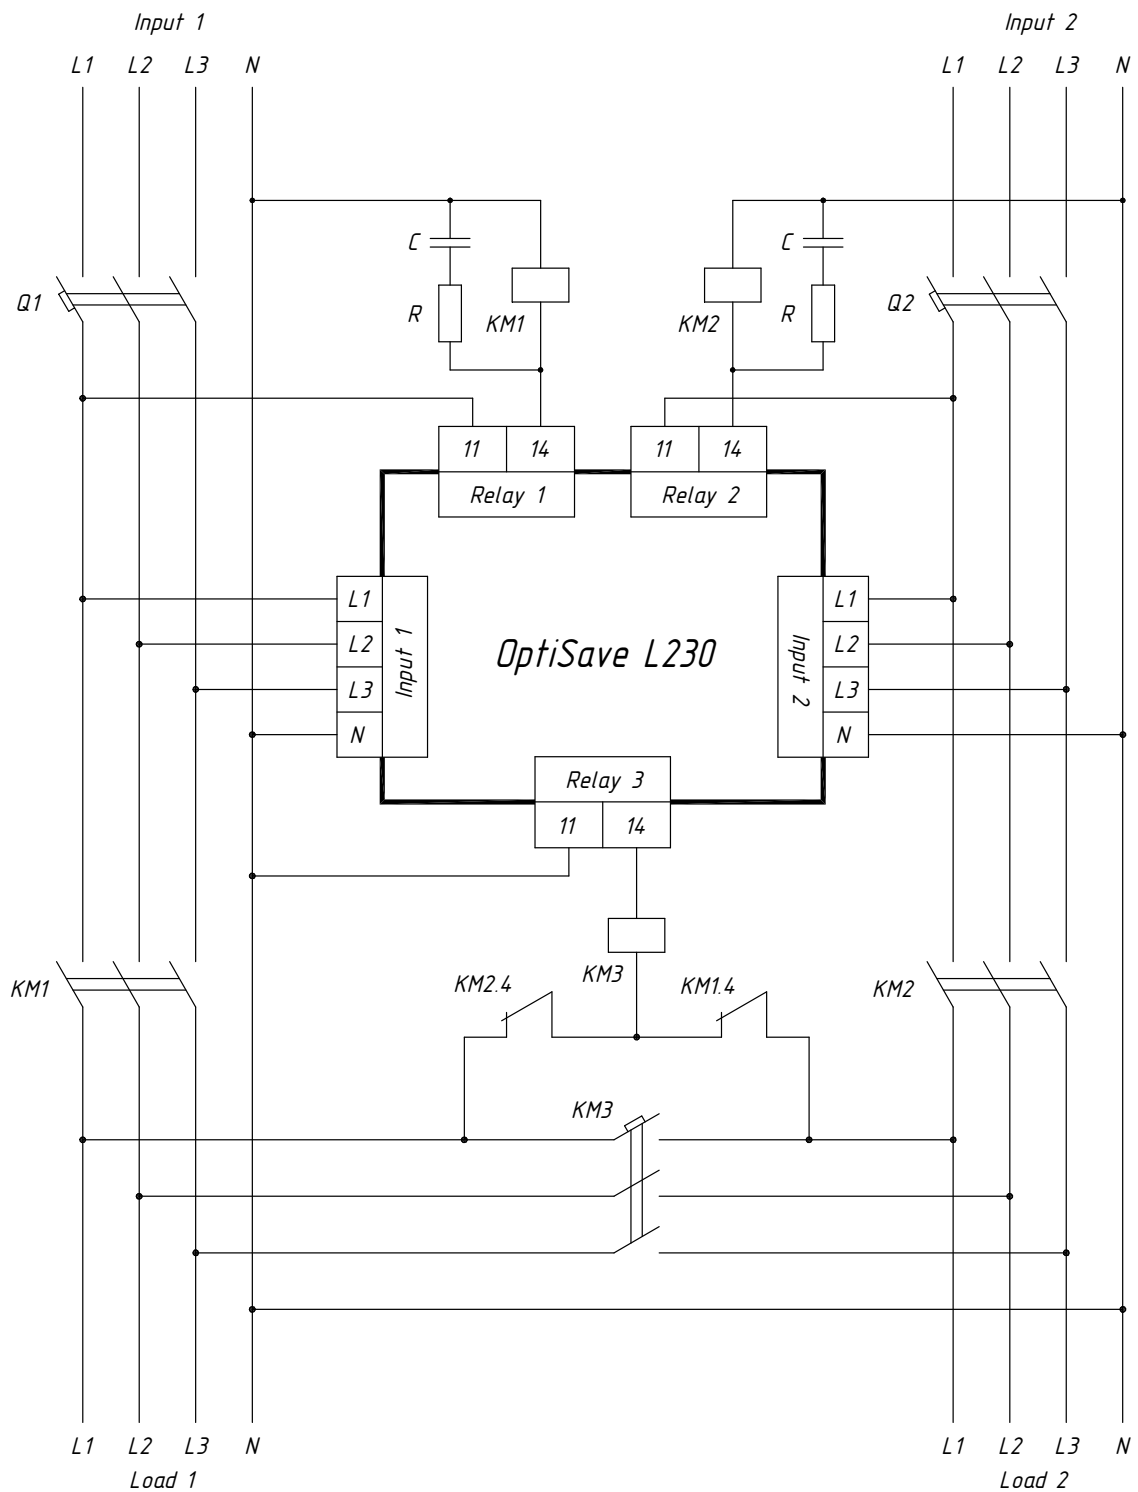 Input 1 Input 2
L1 L2 L3 N L1 L2 L3 N
C C
Q1 Q2
R KM1 KM2 R
11 14 11 14
Relay 1 Relay 2
L1 L1
L2 L2
L3 L3
N N
Input 1
OptiSave L230
Input 2
Relay 3
11 14
KM3
KM1 KM2.4 KM1.4 KM2
KM3
L1 L2 L3 N L1 L2 L3 N
Load 1 Load 2